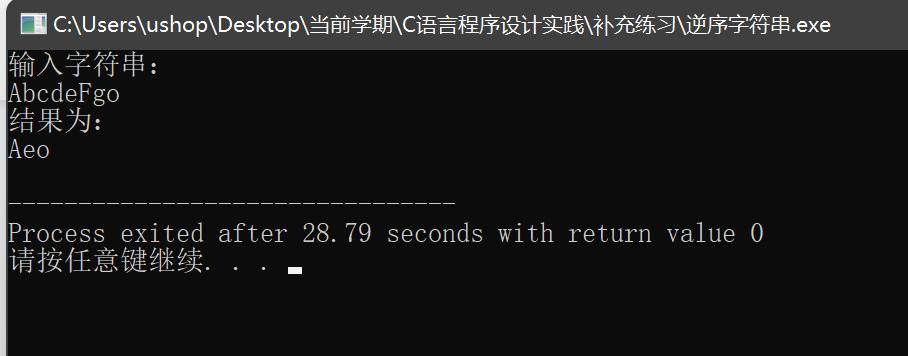 C:\Users\ushop\Desktop\当前学期\C语言程序设计实践\补充练习\逆序字符串.exe
输入字符串：
AbcdeFgo
结果为：
Aeo
--------------------------------
Process exited after 28.79 seconds with return value 0
请按任意键继续. . .